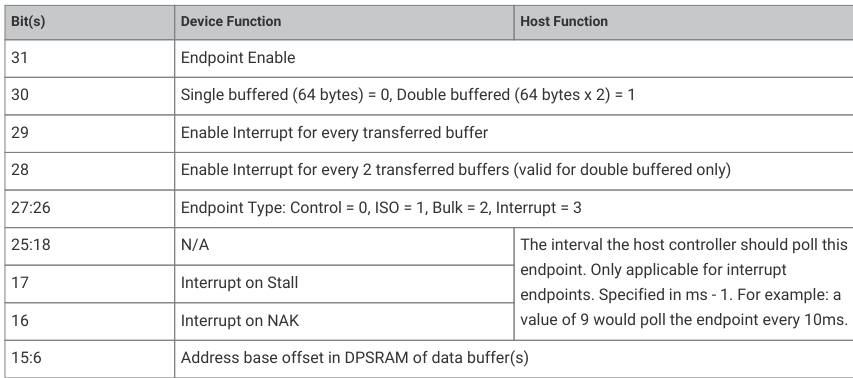 Bit(s) Device Function Host Function
31 Endpoint Enable
30 Single buffered (64 bytes) = 0, Double buffered (64 bytes x 2) = 1
29 Enable Interrupt for every transferred buffer
28 Enable Interrupt for every 2 transferred buffers (valid for double buffered only)
27:26 Endpoint Type: Control = 0, ISO = 1, Bulk = 2, Interrupt = 3
25:18 N/A
17 Interrupt on Stall
16 Interrupt on NAK
The interval the host controller should poll this
endpoint. Only applicable for interrupt
endpoints. Specified in ms - 1. For example: a
value of 9 would poll the endpoint every 10ms.
15:6 Address base offset in DPSRAM of data buffer(s)